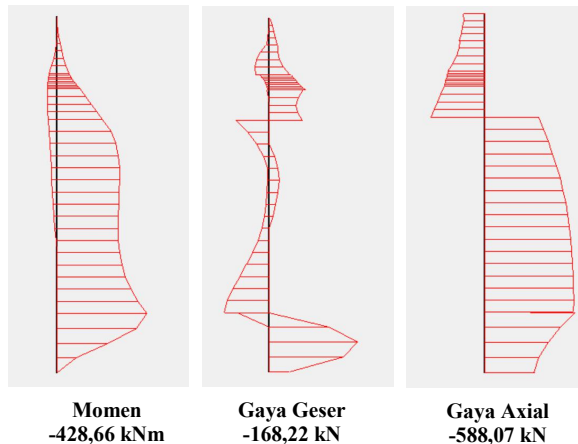 Momen
-428,66 kNm
Gaya Geser
-168,22 kN
Gaya Axial
-588,07 kN